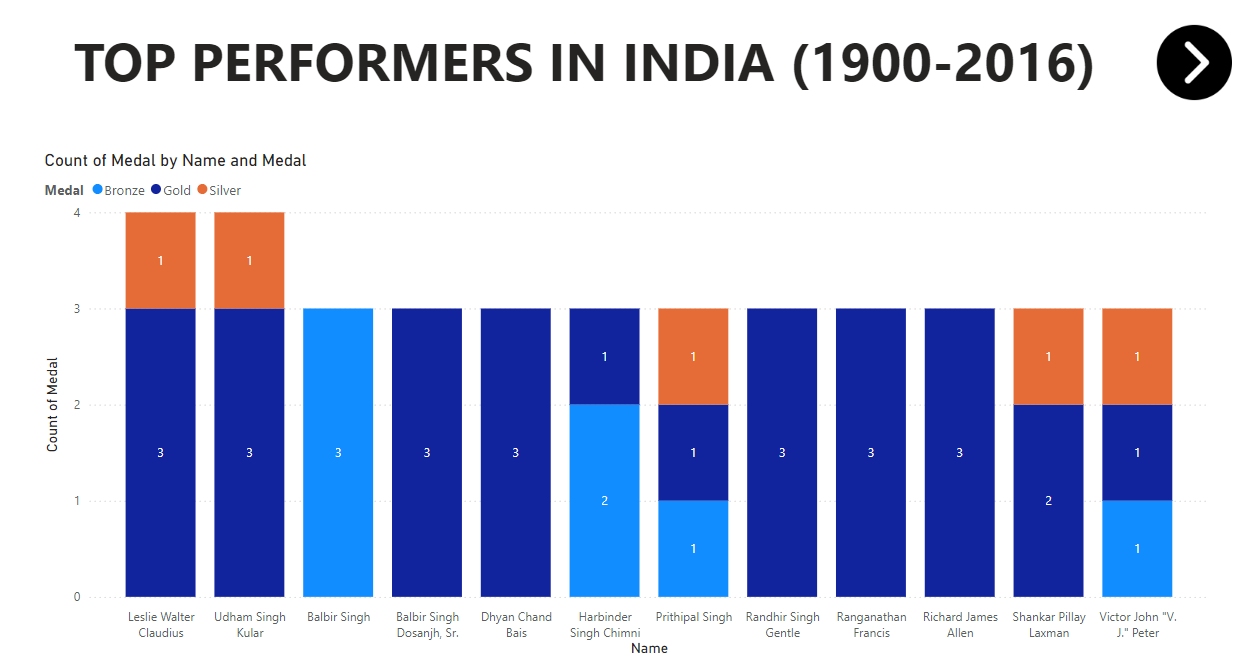 TOP PERFORMERS IN INDIA (1900-2016)
Count of Medal by Name and Medal
Medal Bronze Gold Silver
Count of Medal
4
3
2
1
0
1
3
1
3
3
3
3
1
2
1
1
1
3
3
3
1
2
1
1
1
Leslie Walter
Claudius
Udham Singh
Kular
Balbir Singh
Balbir Singh
Dosanjh, Sr.
Dhyan Chand
Bais
Harbinder
Singh Chimni
Prithipal Singh
Randhir Singh
Gentle
Ranganathan
Francis
Richard James
Allen
Shankar Pillay
Laxman
Victor John "V.
J." Peter
Name